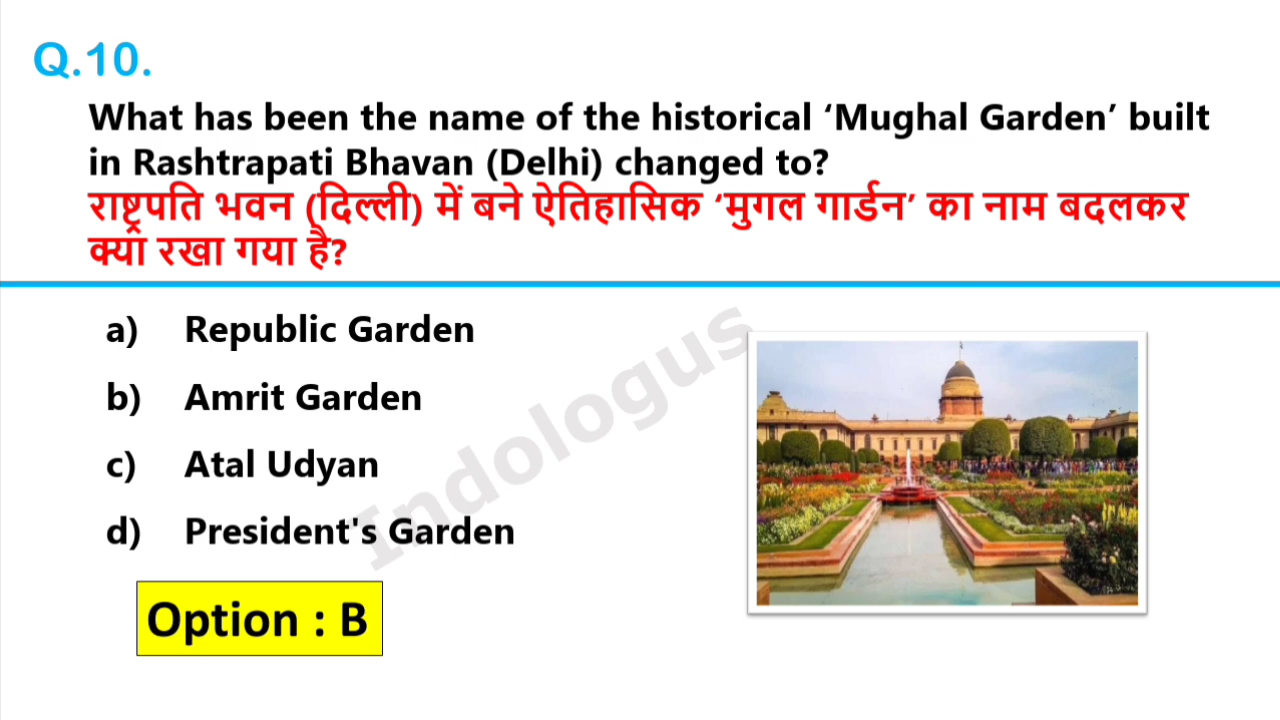 Q.10.
What has been the name of the historical ‘Mughal Garden’ built
in Rashtrapati Bhavan (Delhi) changed to?
राष्ट्रपति भवन (दिल्ली) में बने ऐतिहासिक ‘मुगल गार्डन’ का नाम बदलकर
क्या रखा गया है?
a) Republic Garden
b) Amrit Garden
c) Atal Udyan
d) President's Garden
Option : B
Indologus